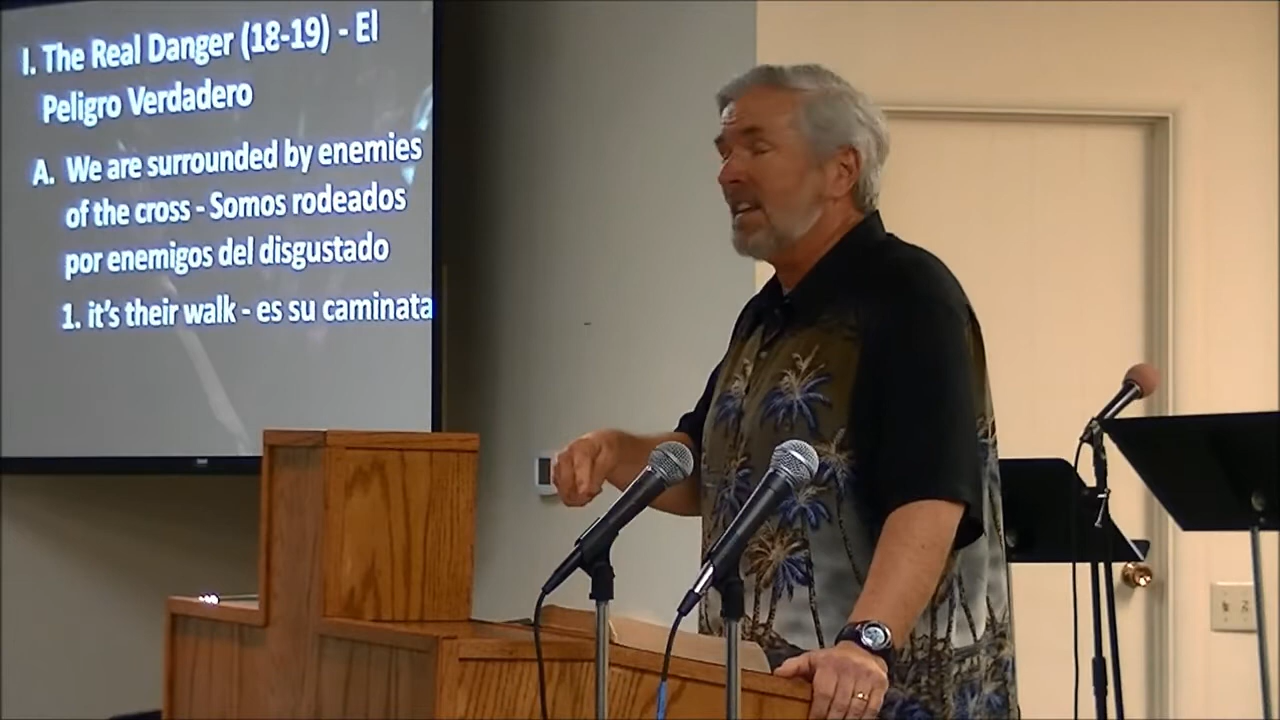 I. The Real Danger (18-19) - El
Peligro Verdadero
A. We are surrounded by enemies
of the cross - Somos rodeados
por enemigos del disgustado
1. it's their walk - es su caminata